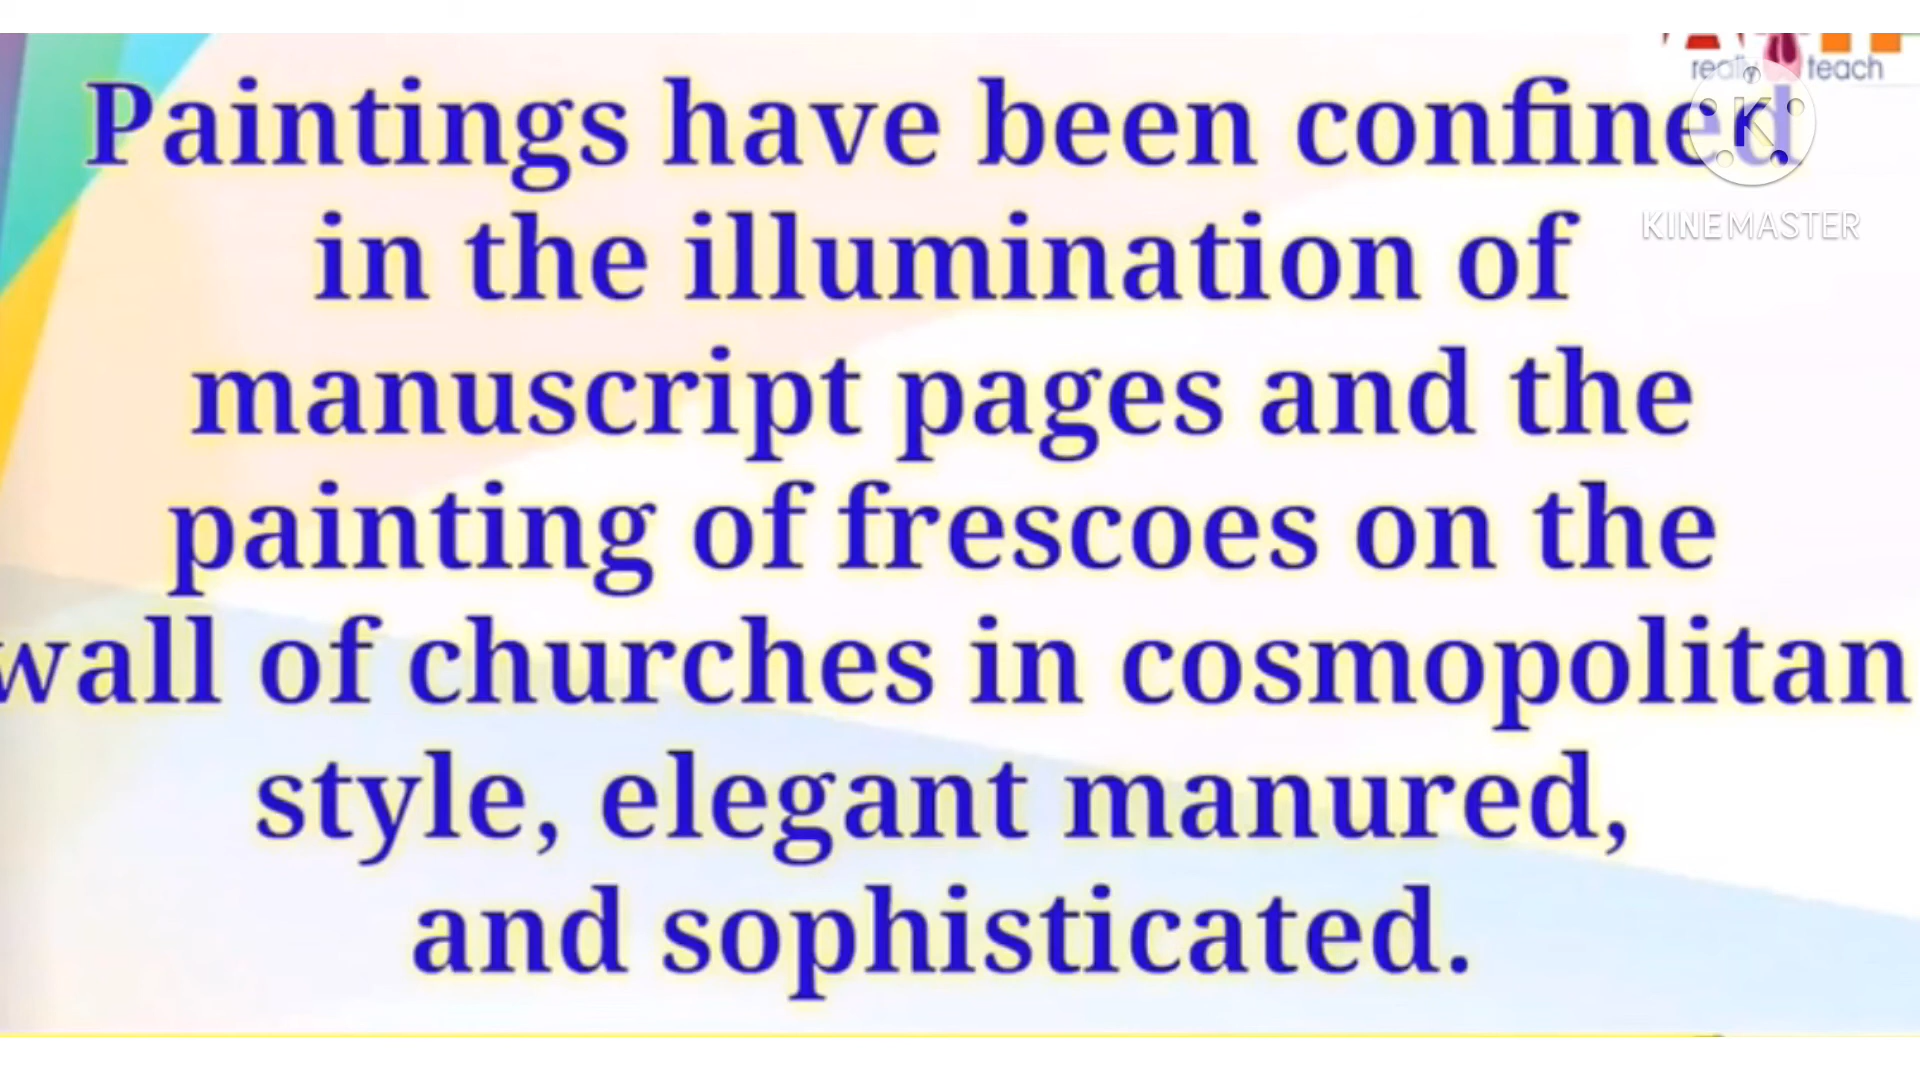 really teach
Paintings have been confined
in the illumination of
manuscript pages and the
painting of frescoes on the
wall of churches in cosmopolitan
style, elegant manured,
and sophisticated.
K
KINEMASTER